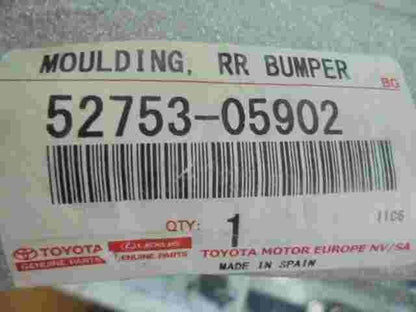 MOULDING, RR BUMPER
BG
52753-05902
11C6
QTY: 1
TOYOTA
GENUINE PARTS
LEXUS
GENUINE PARTS
TOYOTA MOTOR EUROPE NV/SA
MADE IN SPAIN